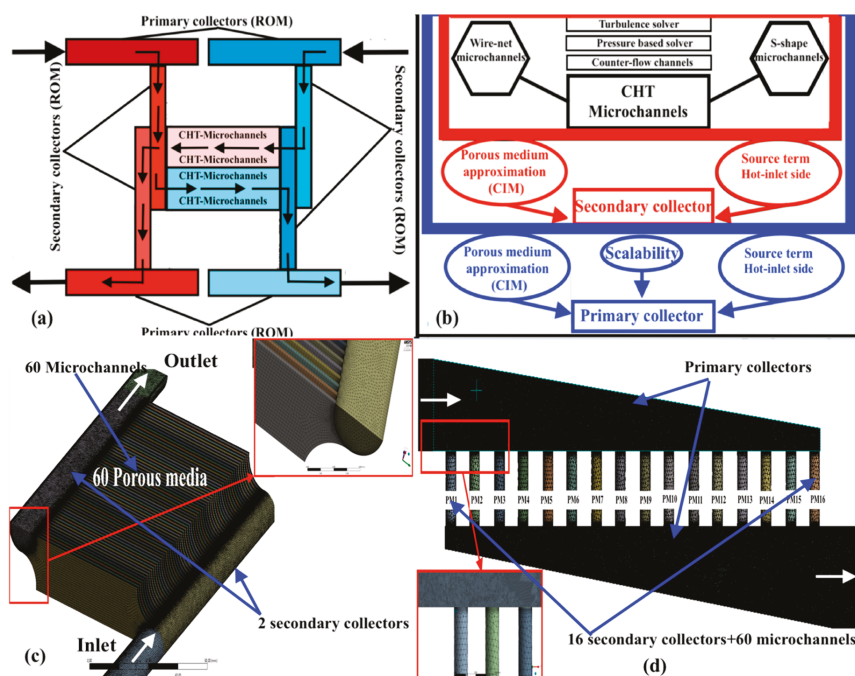 Primary collectors (ROM)
Secondary collectors (ROM)
Secondary collectors (ROM)
CHT-Microchannels
CHT-Microchannels
CHT-Microchannels
CHT-Microchannels
(a)
Primary collectors (ROM)
Turbulence solver
Pressure based solver
Counter-flow channels
Wire-net
microchannels
S-shape
microchannels
CHT
Microchannels
Porous medium
approximation
(CIM)
Source term
Hot-inlet side
Secondary collector
Porous medium
approximation
(CIM)
Scalability
Source term
Hot-inlet side
(b)
Primary collector
60 Microchannels
Outlet
60 Porous media
2 secondary collectors
(c)
Inlet
Primary collectors
PM1 PM2 PM3 PM4 PM5 PM6 PM7 PM8 PM9 PM10 PM11 PM12 PM13 PM14 PM15 PM16
16 secondary collectors+60 microchannels
(d)